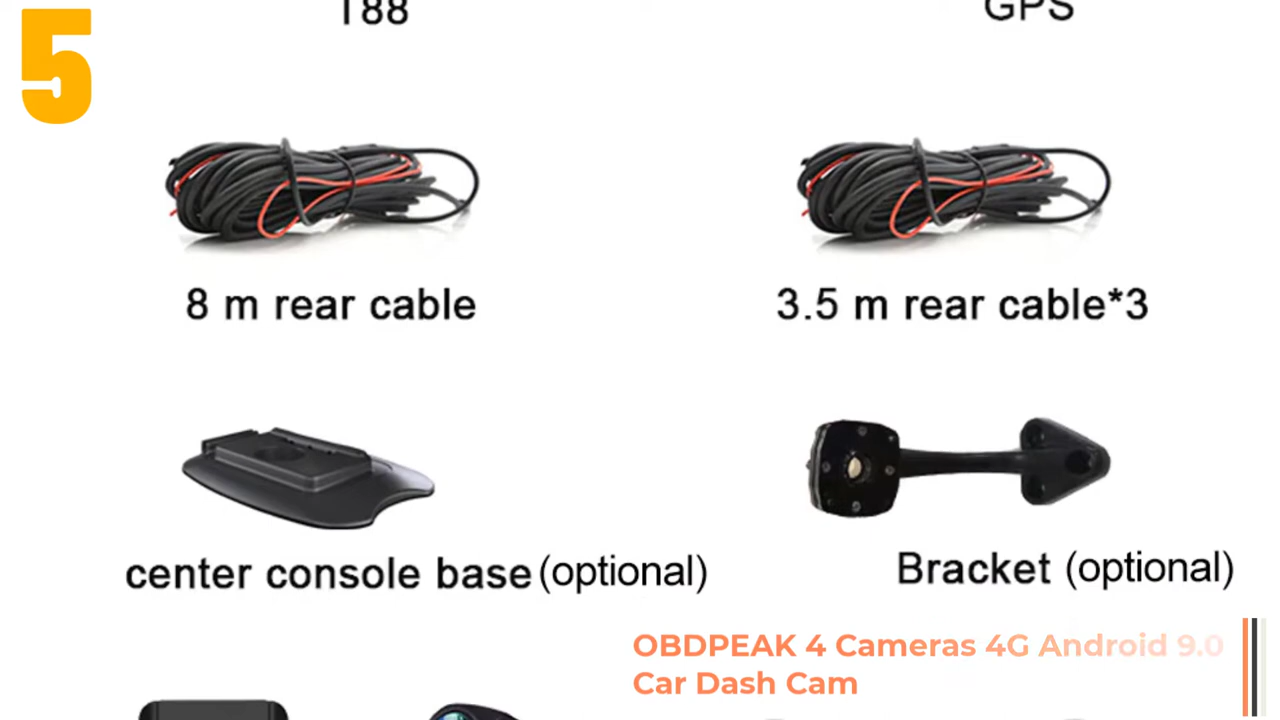 5
T88
GPS
8 m rear cable
3.5 m rear cable*3
center console base (optional)
Bracket (optional)
OBDPEAK 4 Cameras 4G Android 9.0
Car Dash Cam